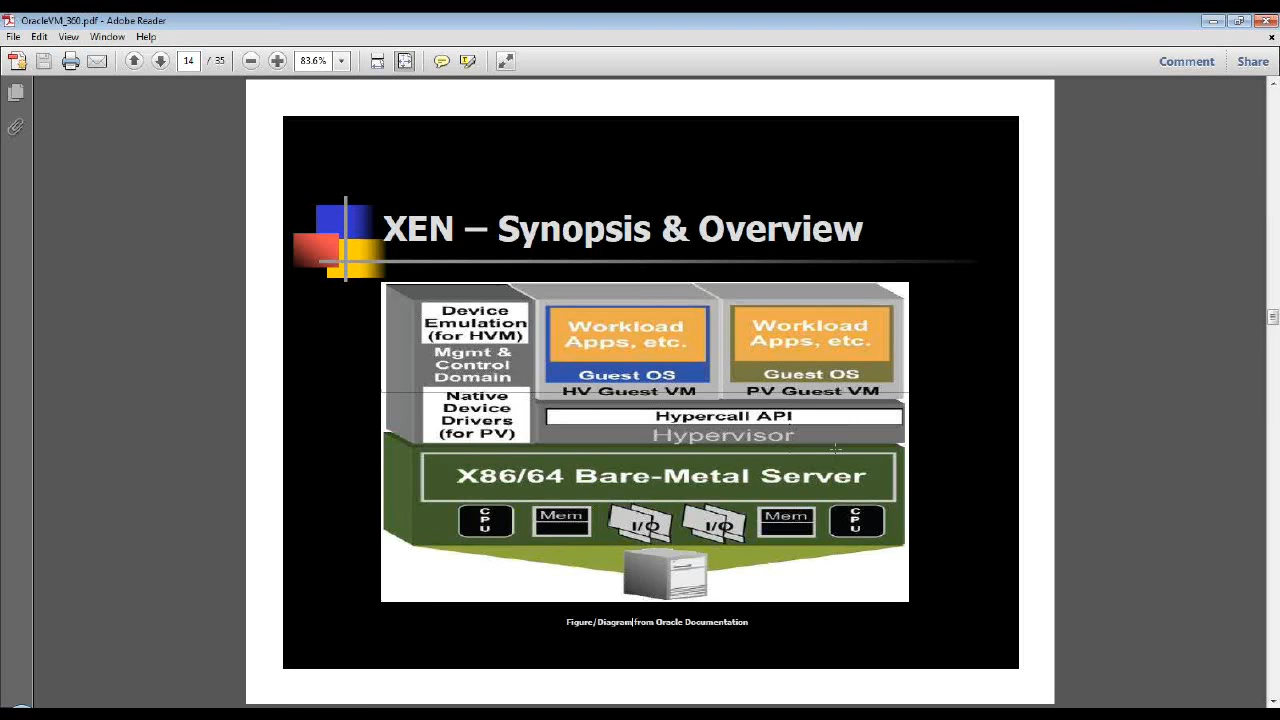 OracleVM_360.pdf - Adobe Reader
File Edit View Window Help
14 / 35 83.6% Comment Share
XEN – Synopsis & Overview
Device
Emulation
(for HVM)
Mgmt &
Control
Domain
Native
Device
Drivers
(for PV)
Workload
Apps, etc.
Guest OS
HV Guest VM
Workload
Apps, etc.
Guest OS
PV Guest VM
Hypercall API
Hypervisor
X86/64 Bare-Metal Server
CPU Mem I/O I/O Mem CPU
Figure/Diagram from Oracle Documentation